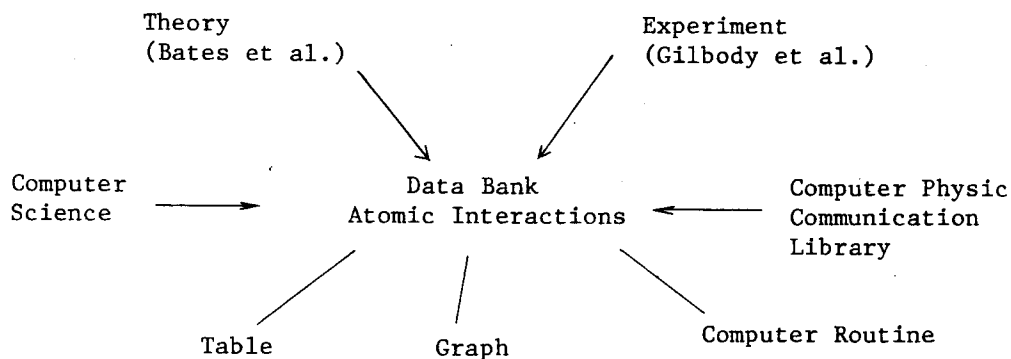 Theory
(Bates et al.)
Experiment
(Gilbody et al.)
Computer
Science
Data Bank
Atomic Interactions
Computer Physic
Communication
Library
Table
Graph
Computer Routine